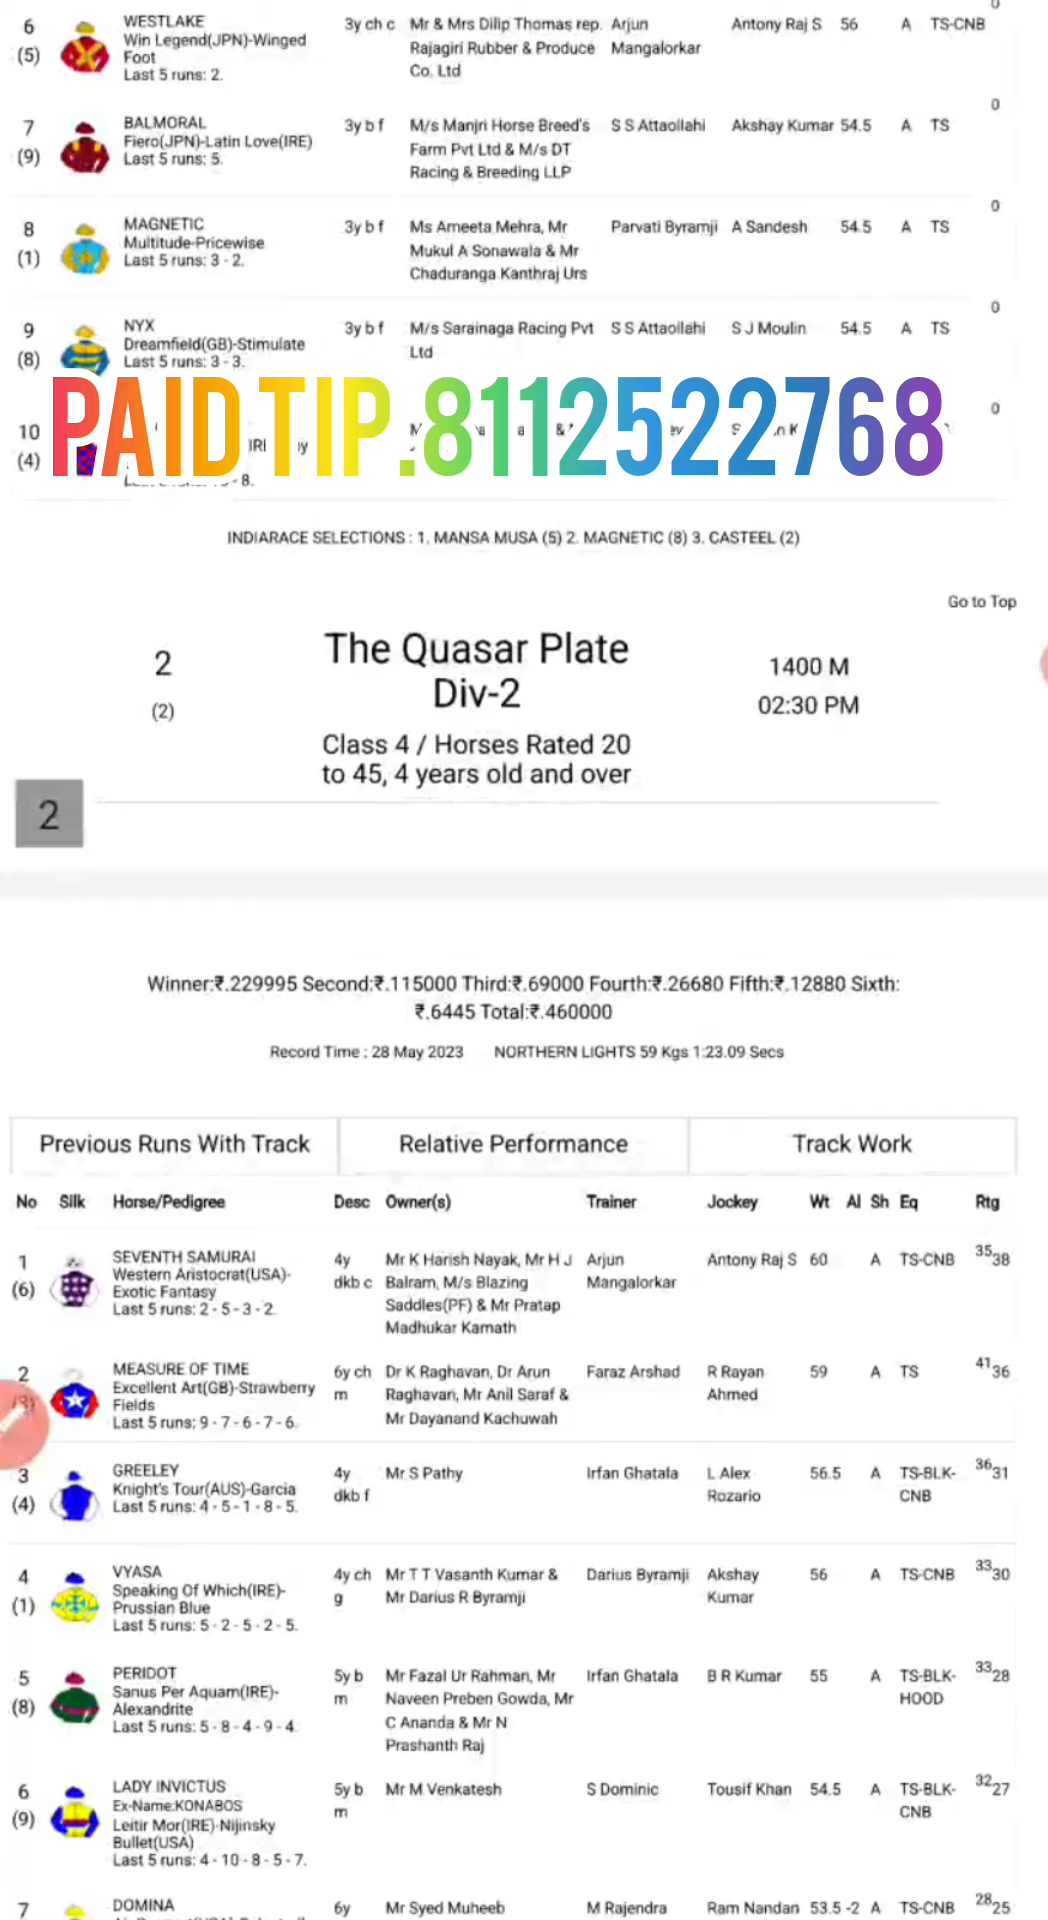 0
6 WESTLAKE 3y ch c Mr & Mrs Dilip Thomas rep. Arjun Antony Raj S 56 A TS-CNB
(5) Win Legend(JPN)-Winged Rajagiri Rubber & Produce Mangalorkar
Foot Co. Ltd
Last 5 runs: 2.
0
7 BALMORAL 3y b f M/s Manjri Horse Breed's S S Attaollahi Akshay Kumar 54.5 A TS
(9) Fiero(JPN)-Latin Love(IRE) Farm Pvt Ltd & M/s DT
Last 5 runs: 5. Racing & Breeding LLP
0
8 MAGNETIC 3y b f Ms Ameeta Mehra, Mr Parvati Byramji A Sandesh 54.5 A TS
(1) Multitude-Pricewise Mukul A Sonawala & Mr
Last 5 runs: 3 - 2. Chaduranga Kanthraj Urs
0
9 NYX 3y b f M/s Sarainaga Racing Pvt S S Attaollahi S J Moulin 54.5 A TS
(8) Dreamfield(GB)-Stimulate Ltd
Last 5 runs: 3 - 3.
PAID TIP.8112522768
0
10
(4)
- 8.
INDIARACE SELECTIONS : 1. MANSA MUSA (5) 2. MAGNETIC (8) 3. CASTEEL (2)
Go to Top
2 The Quasar Plate 1400 M
(2) Div-2 02:30 PM
Class 4 / Horses Rated 20
to 45, 4 years old and over
2
Winner:₹.229995 Second:₹.115000 Third:₹.69000 Fourth:₹.26680 Fifth:₹.12880 Sixth:
₹.6445 Total:₹.460000
Record Time : 28 May 2023 NORTHERN LIGHTS 59 Kgs 1:23.09 Secs
Previous Runs With Track Relative Performance Track Work
No Silk Horse/Pedigree Desc Owner(s) Trainer Jockey Wt Al Sh Eq Rtg
1 SEVENTH SAMURAI 4y Mr K Harish Nayak, Mr H J Arjun Antony Raj S 60 A TS-CNB 35 38
(6) Western Aristocrat(USA)- dkb c Balram, M/s Blazing Mangalorkar
Exotic Fantasy Saddles(PF) & Mr Pratap
Last 5 runs: 2 - 5 - 3 - 2. Madhukar Kamath
2 MEASURE OF TIME 6y ch Dr K Raghavan, Dr Arun Faraz Arshad R Rayan 59 A TS 41 36
Excellent Art(GB)-Strawberry m Raghavan, Mr Anil Saraf & Ahmed
Fields Mr Dayanand Kachuwah
Last 5 runs: 9 - 7 - 6 - 7 - 6.
3 GREELEY 4y Mr S Pathy Irfan Ghatala L Alex 56.5 A TS-BLK- 36 31
(4) Knight's Tour(AUS)-Garcia dkb f Rozario CNB
Last 5 runs: 4 - 5 - 1 - 8 - 5.
4 VYASA 4y ch Mr T T Vasanth Kumar & Darius Byramji Akshay 56 A TS-CNB 33 30
(1) Speaking Of Which(IRE)- g Mr Darius R Byramji Kumar
Prussian Blue
Last 5 runs: 5 - 2 - 5 - 2 - 5.
5 PERIDOT 5y b Mr Fazal Ur Rahman, Mr Irfan Ghatala B R Kumar 55 A TS-BLK- 33 28
(8) Sanus Per Aquam(IRE)- m Naveen Preben Gowda, Mr HOOD
Alexandrite C Ananda & Mr N
Last 5 runs: 5 - 8 - 4 - 9 - 4. Prashanth Raj
6 LADY INVICTUS 5y b Mr M Venkatesh S Dominic Tousif Khan 54.5 A TS-BLK- 32 27
(9) Ex-Name:KONABOS m CNB
Leitir Mor(IRE)-Nijinsky
Bullet(USA)
Last 5 runs: 4 - 10 - 8 - 5 - 7.
7 DOMINA 6y Mr Syed Muheeb M Rajendra Ram Nandan 53.5 -2 A TS-CNB 28 25